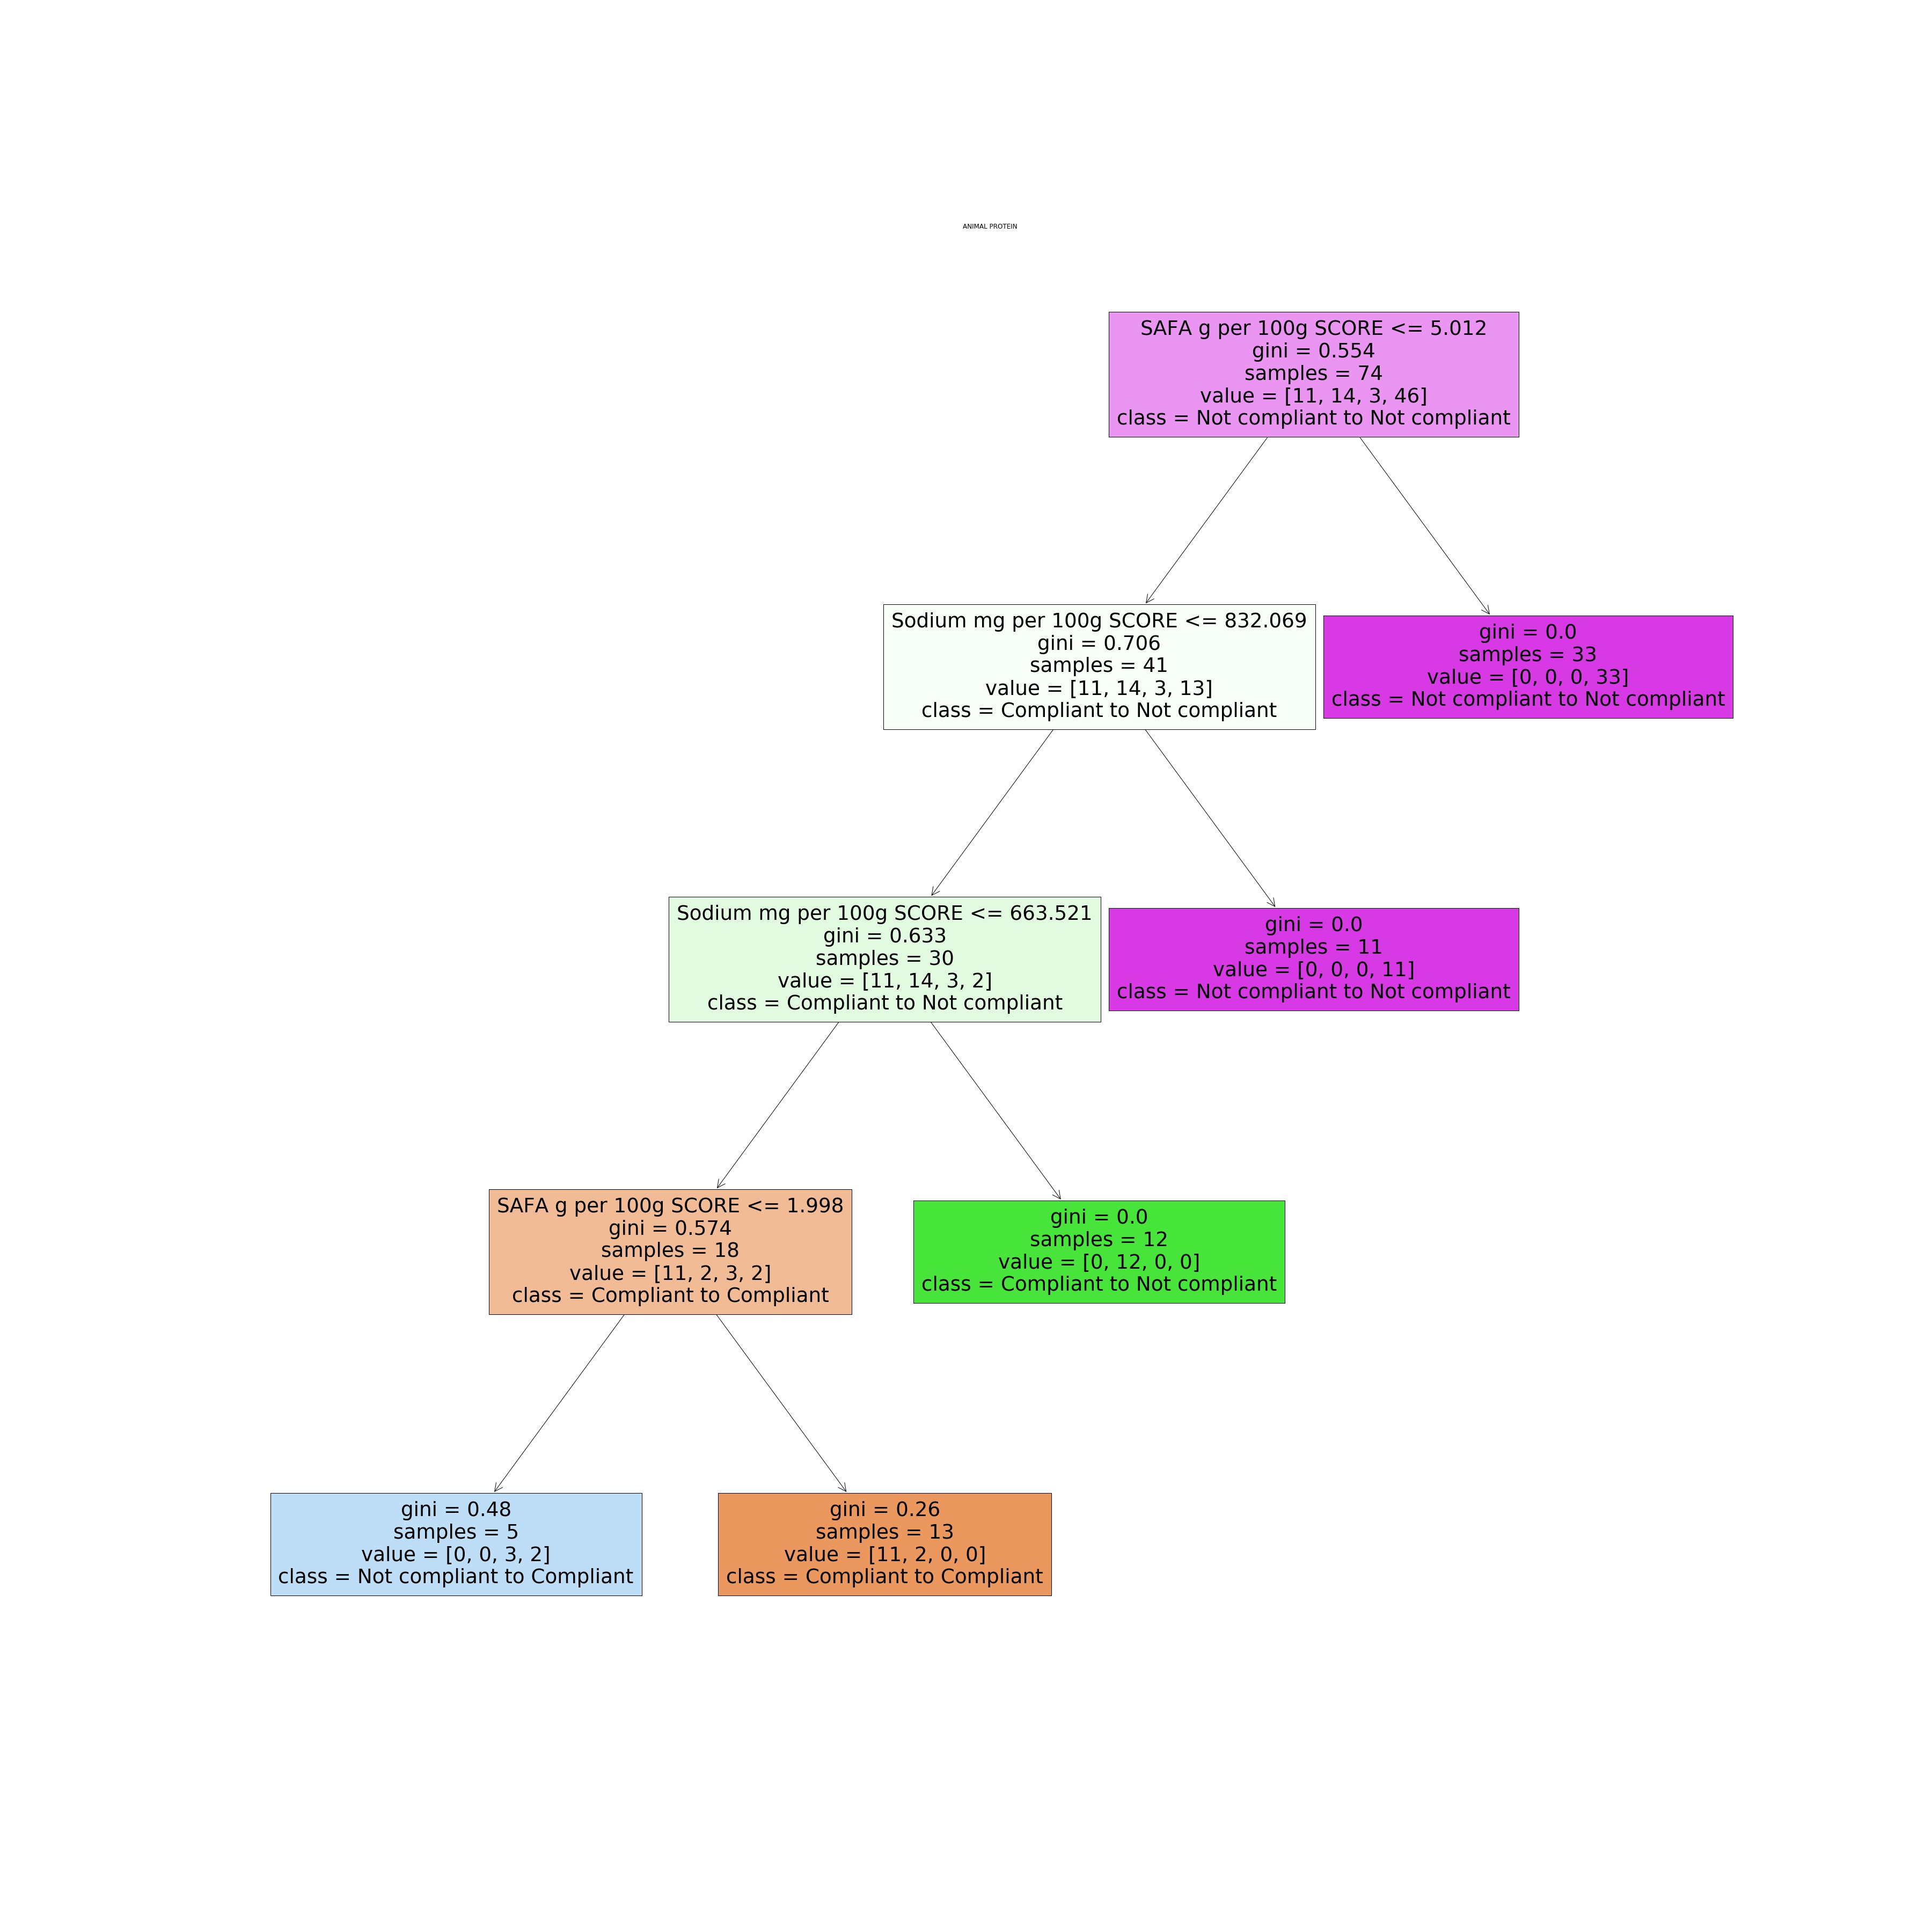 ANIMAL PROTEIN
SAFA g per 100g SCORE <= 5.012
gini = 0.554
samples = 74
value = [11, 14, 3, 46]
class = Not compliant to Not compliant
Sodium mg per 100g SCORE <= 832.069
gini = 0.706
samples = 41
value = [11, 14, 3, 13]
class = Compliant to Not compliant
gini = 0.0
samples = 33
value = [0, 0, 0, 33]
class = Not compliant to Not compliant
Sodium mg per 100g SCORE <= 663.521
gini = 0.633
samples = 30
value = [11, 14, 3, 2]
class = Compliant to Not compliant
gini = 0.0
samples = 11
value = [0, 0, 0, 11]
class = Not compliant to Not compliant
SAFA g per 100g SCORE <= 1.998
gini = 0.574
samples = 18
value = [11, 2, 3, 2]
class = Compliant to Compliant
gini = 0.0
samples = 12
value = [0, 12, 0, 0]
class = Compliant to Not compliant
gini = 0.48
samples = 5
value = [0, 0, 3, 2]
class = Not compliant to Compliant
gini = 0.26
samples = 13
value = [11, 2, 0, 0]
class = Compliant to Compliant